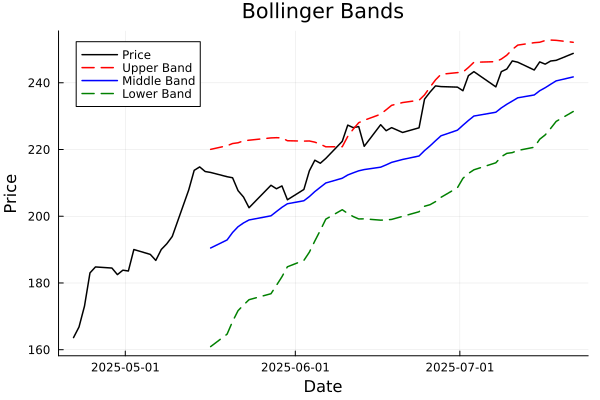 Bollinger Bands
Price
Upper Band
Middle Band
Lower Band
Price
240
220
200
180
160
2025-05-01
2025-06-01
2025-07-01
Date